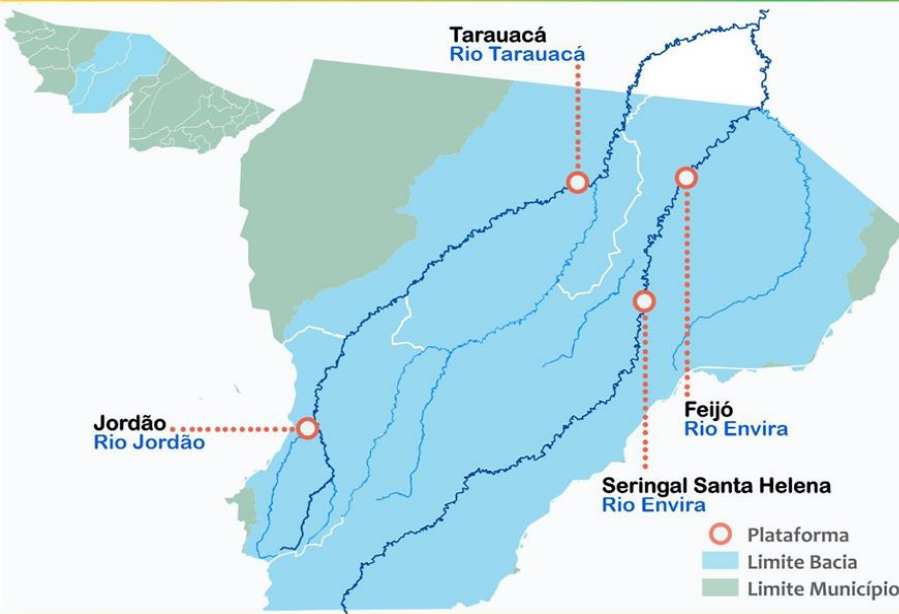 Tarauacá
Rio Tarauacá
Jordão
Rio Jordão
Feijó
Rio Envira
Seringal Santa Helena
Rio Envira
Plataforma
Limite Bacia
Limite Município